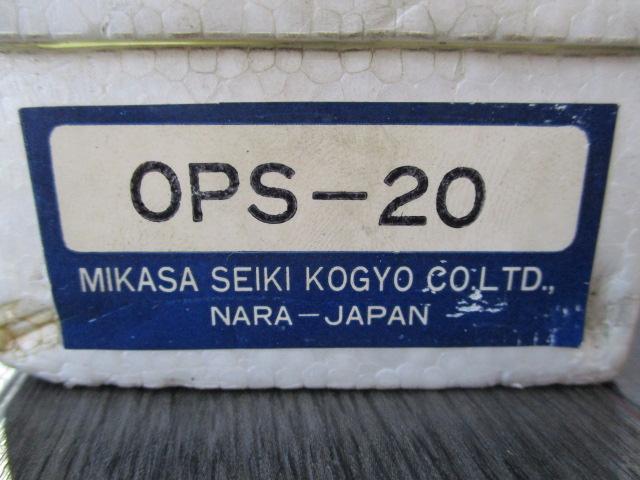 OPS-20
MIKASA SEIKI KOGYO CO.LTD.,
NARA-JAPAN